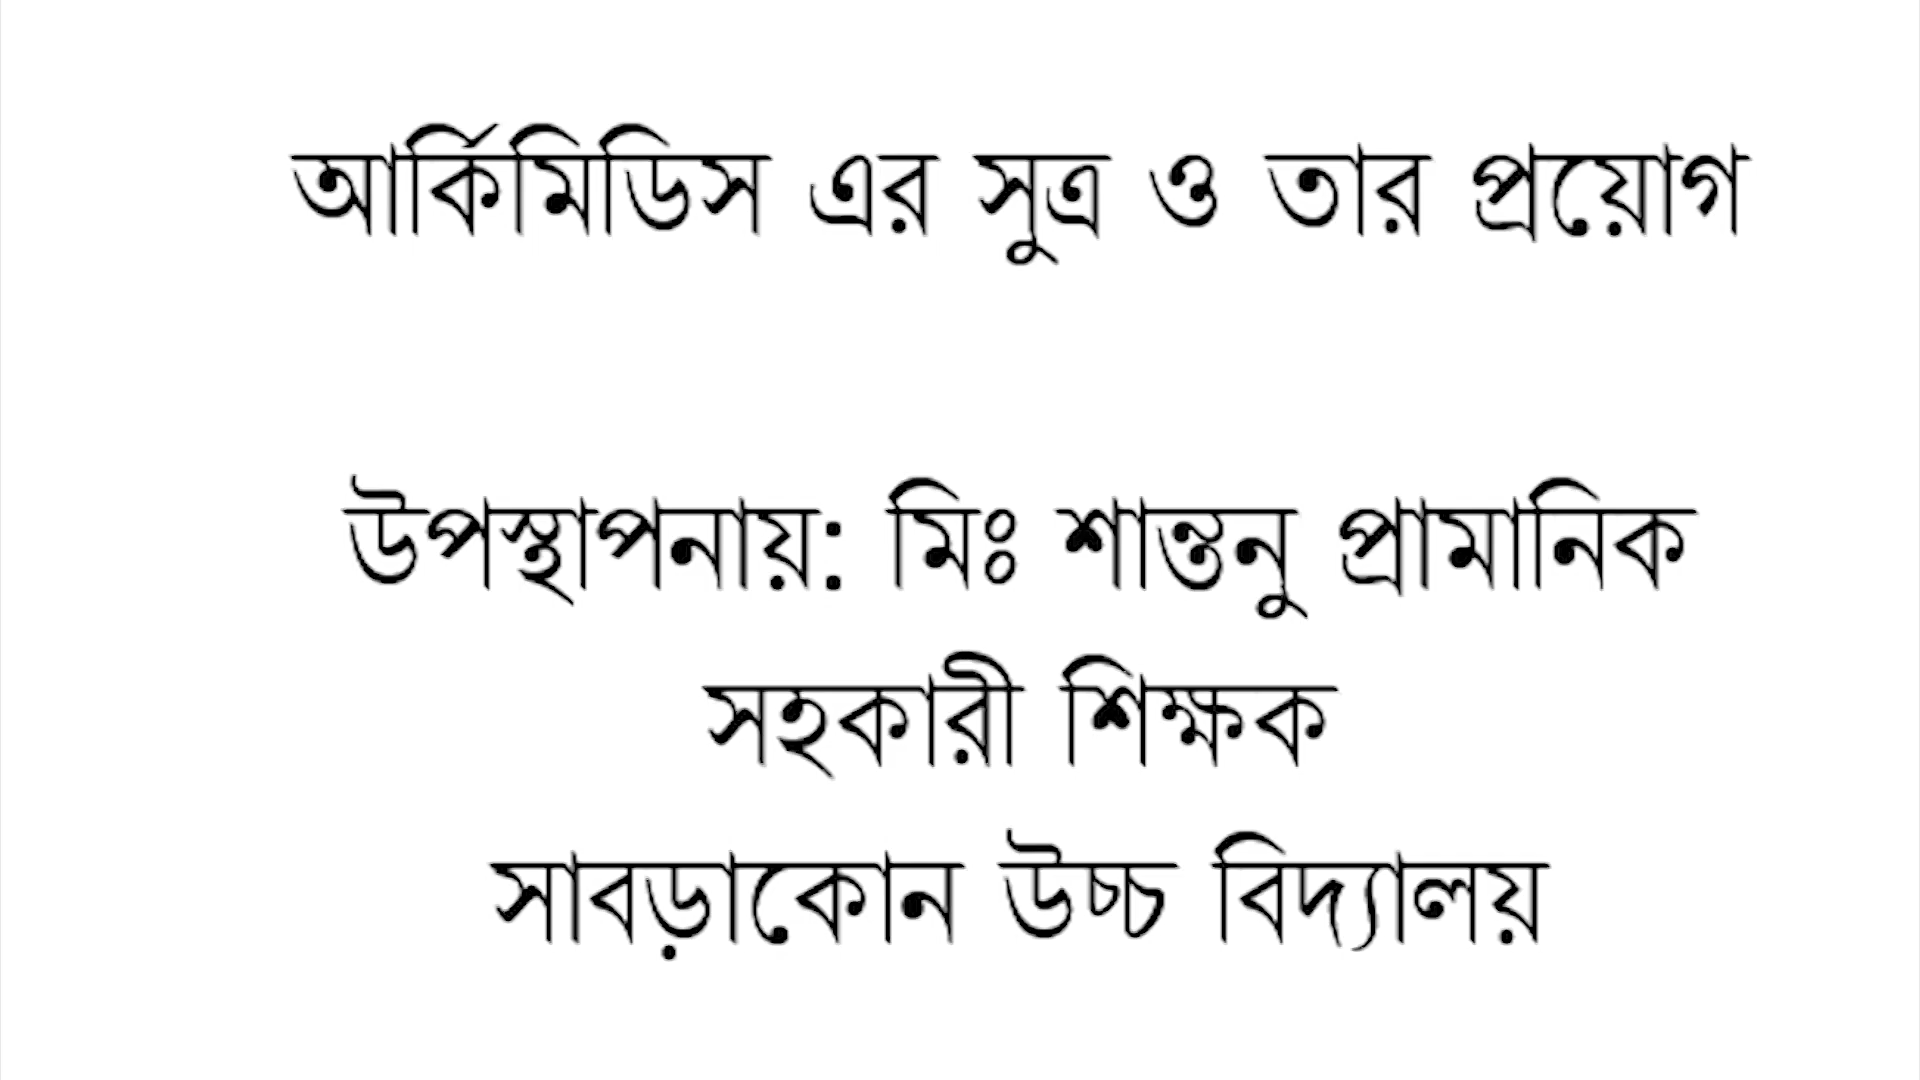 আর্কিমিডিস এর সুত্র ও তার প্রয়োগ
উপস্থাপনায়: মিঃ শান্তনু প্রামানিক
সহকারী শিক্ষক
সাবড়াকোন উচ্চ বিদ্যালয়